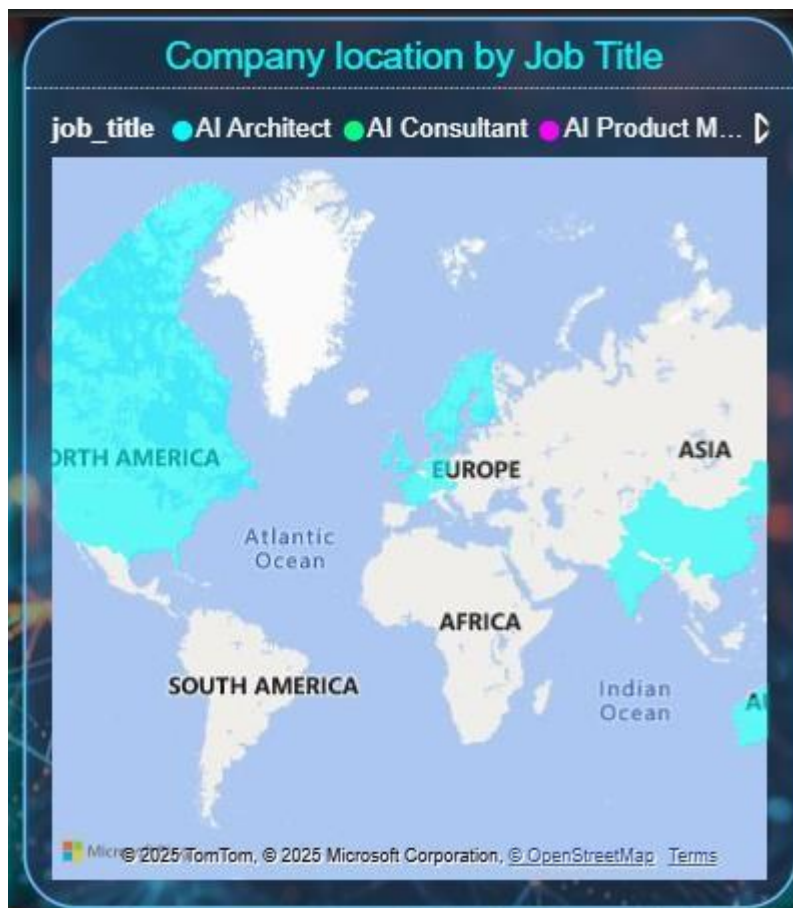 Company location by Job Title
job_title AI Architect AI Consultant AI Product M...
ORTH AMERICA
EUROPE
ASIA
Atlantic
Ocean
AFRICA
SOUTH AMERICA
Indian
Ocean
© 2025 TomTom, © 2025 Microsoft Corporation, © OpenStreetMap Terms